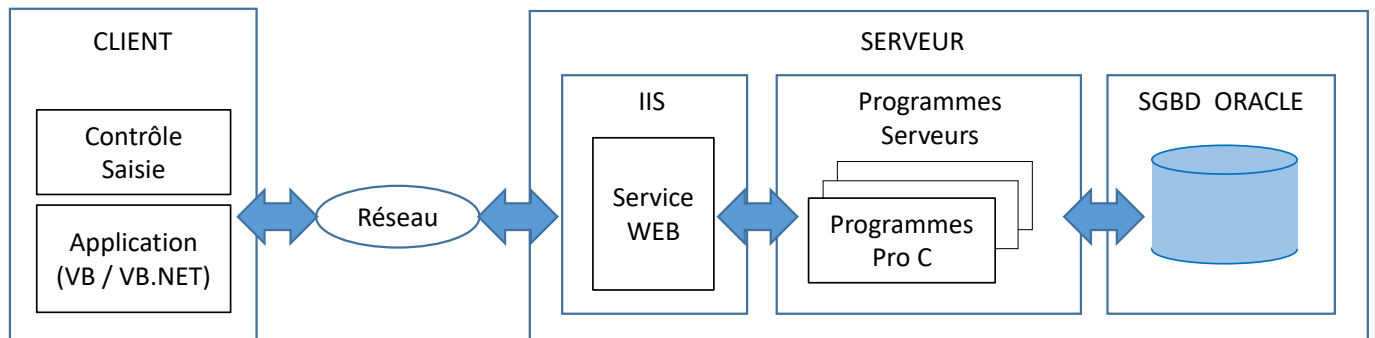 CLIENT
Contrôle
Saisie
Application
(VB / VB.NET)
Réseau
SERVEUR
IIS
Service
WEB
Programmes
Serveurs
Programmes
Pro C
SGBD ORACLE